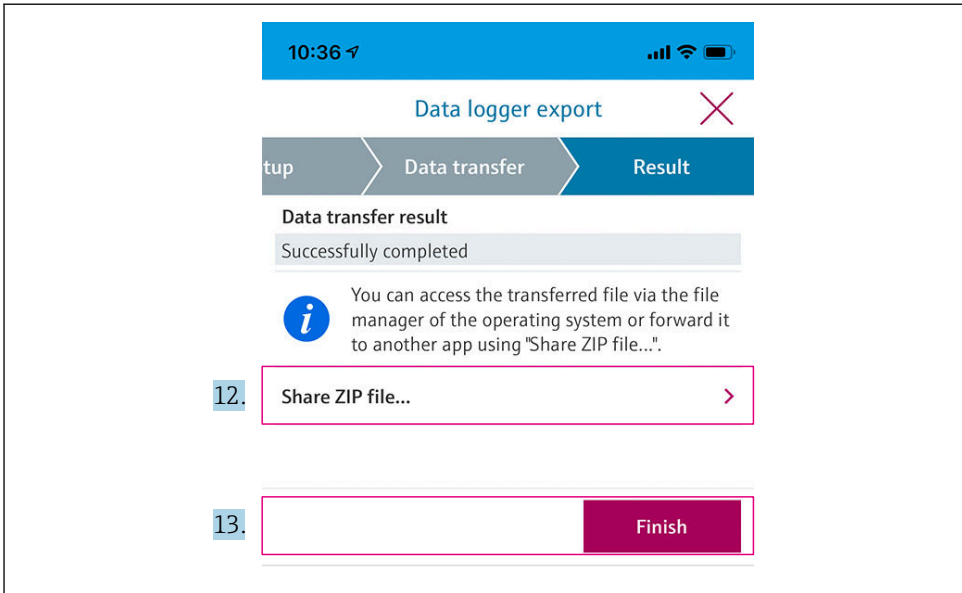 10:36
Data logger export
tup Data transfer Result
Data transfer result
Successfully completed
i You can access the transferred file via the file
manager of the operating system or forward it
to another app using "Share ZIP file...".
12. Share ZIP file...
13. Finish